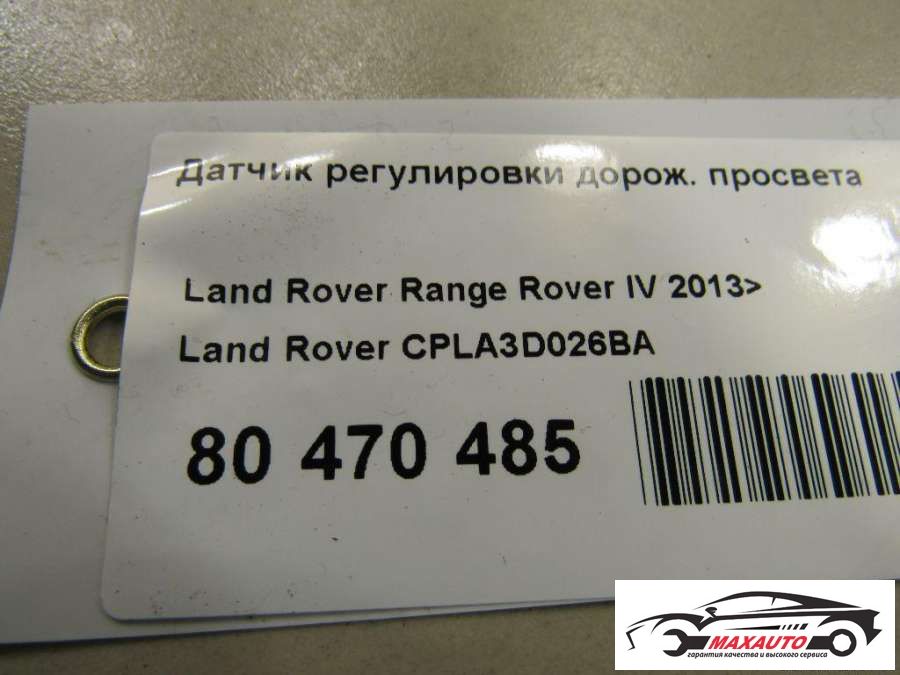 Датчик регулировки дорож. просвета
Land Rover Range Rover IV 2013>
Land Rover CPLA3D026BA
80 470 485
MAXAUTO
гарантия качества и высокого сервиса